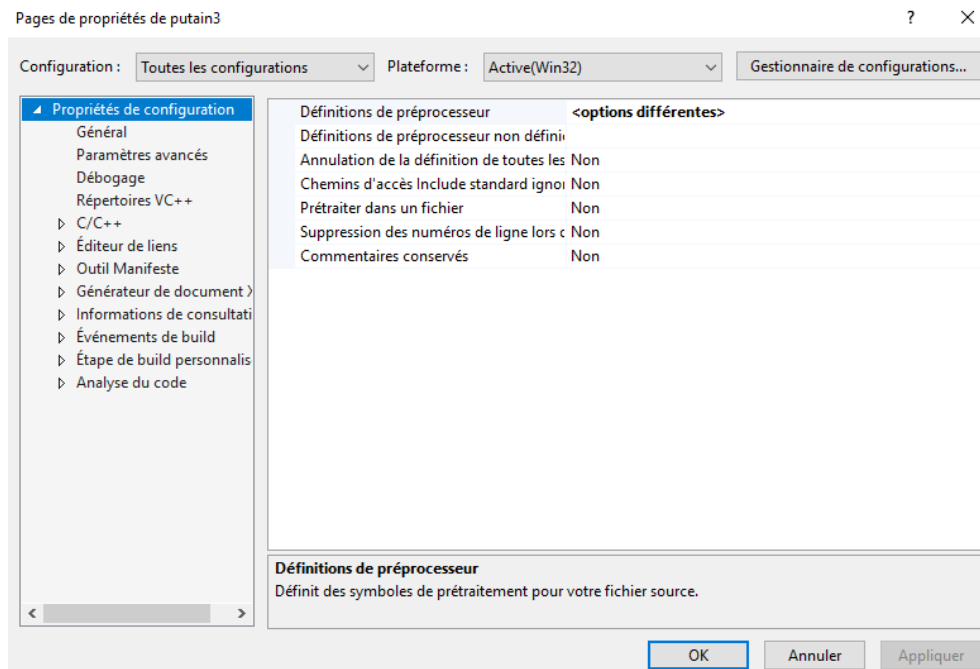 Pages de propriétés de putain3
Configuration : Toutes les configurations Plateforme : Active(Win32) Gestionnaire de configurations...
Propriétés de configuration
Général
Paramètres avancés
Débogage
Répertoires VC++
C/C++
Éditeur de liens
Outil Manifeste
Générateur de document X
Informations de consultati
Événements de build
Étape de build personnalis
Analyse du code
Définitions de préprocesseur <options différentes>
Définitions de préprocesseur non défini
Annulation de la définition de toutes les Non
Chemins d'accès Include standard ignor Non
Prétraiter dans un fichier Non
Suppression des numéros de ligne lors d Non
Commentaires conservés Non
Définitions de préprocesseur
Définit des symboles de prétraitement pour votre fichier source.
OK Annuler Appliquer